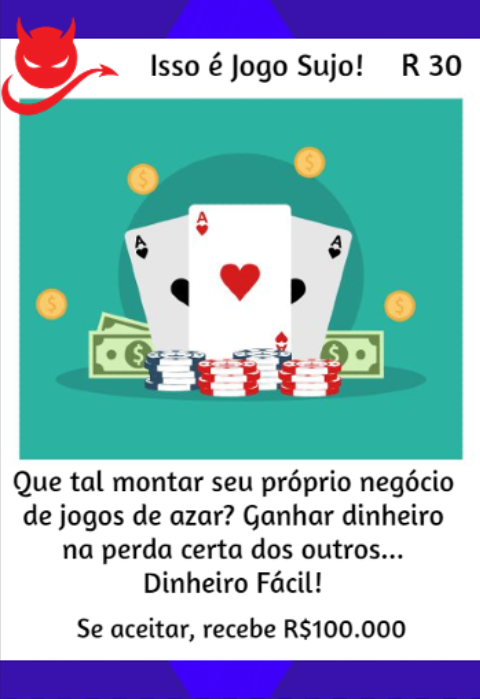 Isso é Jogo Sujo! R 30
A
A
A
A
Que tal montar seu próprio negócio
de jogos de azar? Ganhar dinheiro
na perda certa dos outros...
Dinheiro Fácil!
Se aceitar, recebe R$100.000